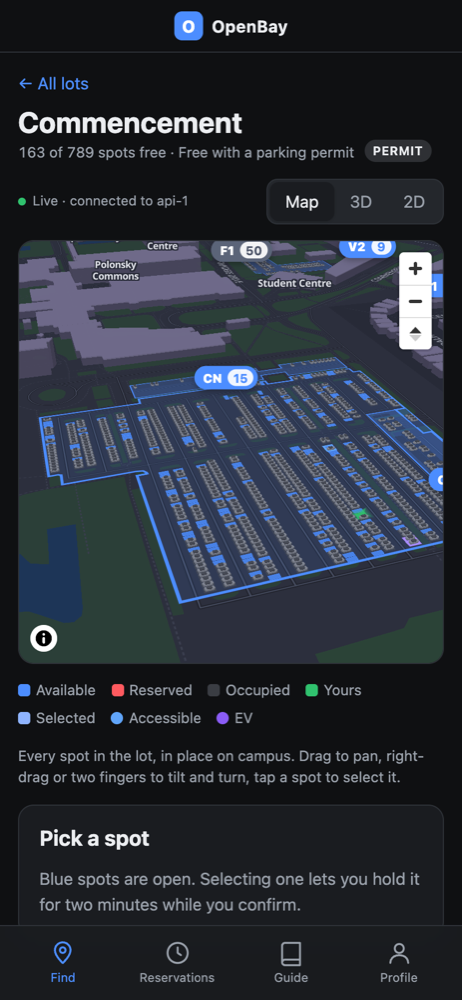 O OpenBay
← All lots
Commencement
163 of 789 spots free · Free with a parking permit PERMIT
Live · connected to api-1
Map 3D 2D
Centre
F1 50
V2 9
Polonsky
Commons
Student Centre
1
CN 15
Available Reserved Occupied Yours
Selected Accessible EV
Every spot in the lot, in place on campus. Drag to pan, right-
drag or two fingers to tilt and turn, tap a spot to select it.
Pick a spot
Blue spots are open. Selecting one lets you hold it
for two minutes while you confirm.
Find Reservations Guide Profile